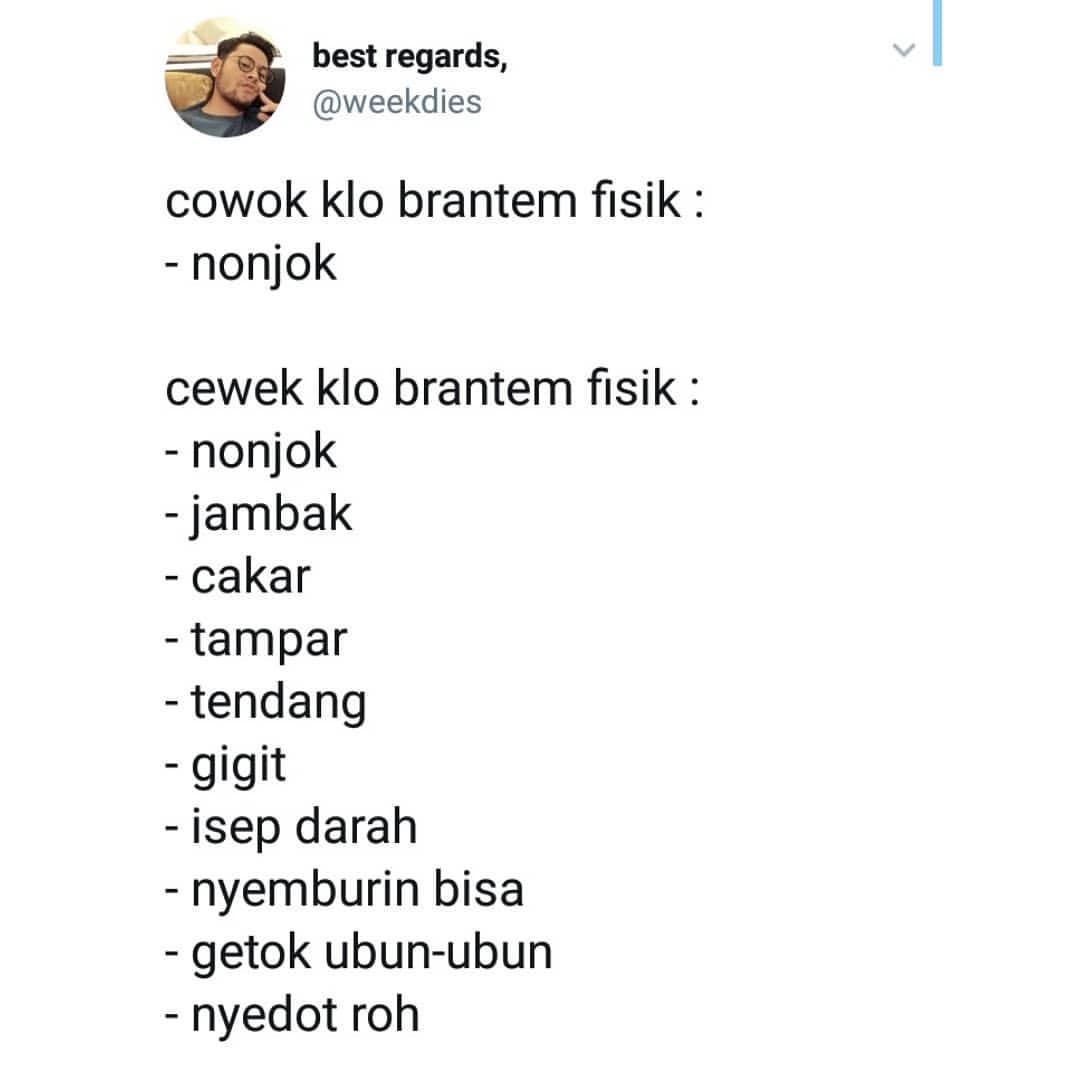 best regards,
@weekdies
cowok klo brantem fisik :
- nonjok
cewek klo brantem fisik :
- nonjok
- jambak
- cakar
- tampar
- tendang
- gigit
- isep darah
- nyemburin bisa
- getok ubun-ubun
- nyedot roh